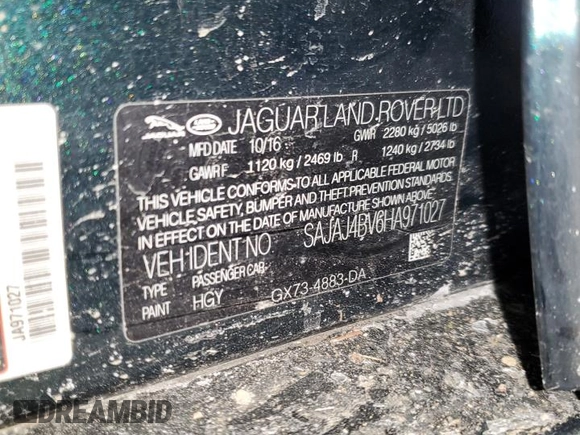 JAGUAR
LAND ROVER
JAGUAR LAND ROVER LTD
MFD DATE 10/16 GWR 2280 kg / 5026 lb
GAWR F 1120 kg / 2469 lb R 1240 kg / 2734 lb
THIS VEHICLE CONFORMS TO ALL APPLICABLE FEDERAL MOTOR
VEHICLE SAFETY, BUMPER AND THEFT PREVENTION STANDARDS
IN EFFECT ON THE DATE OF MANUFACTURE SHOWN ABOVE.
VEH IDENT NO SAJAJ4BV6HA971027
TYPE PASSENGER CAR
PAINT HGY GX73-4883-DA
JA971027
DREAMBID